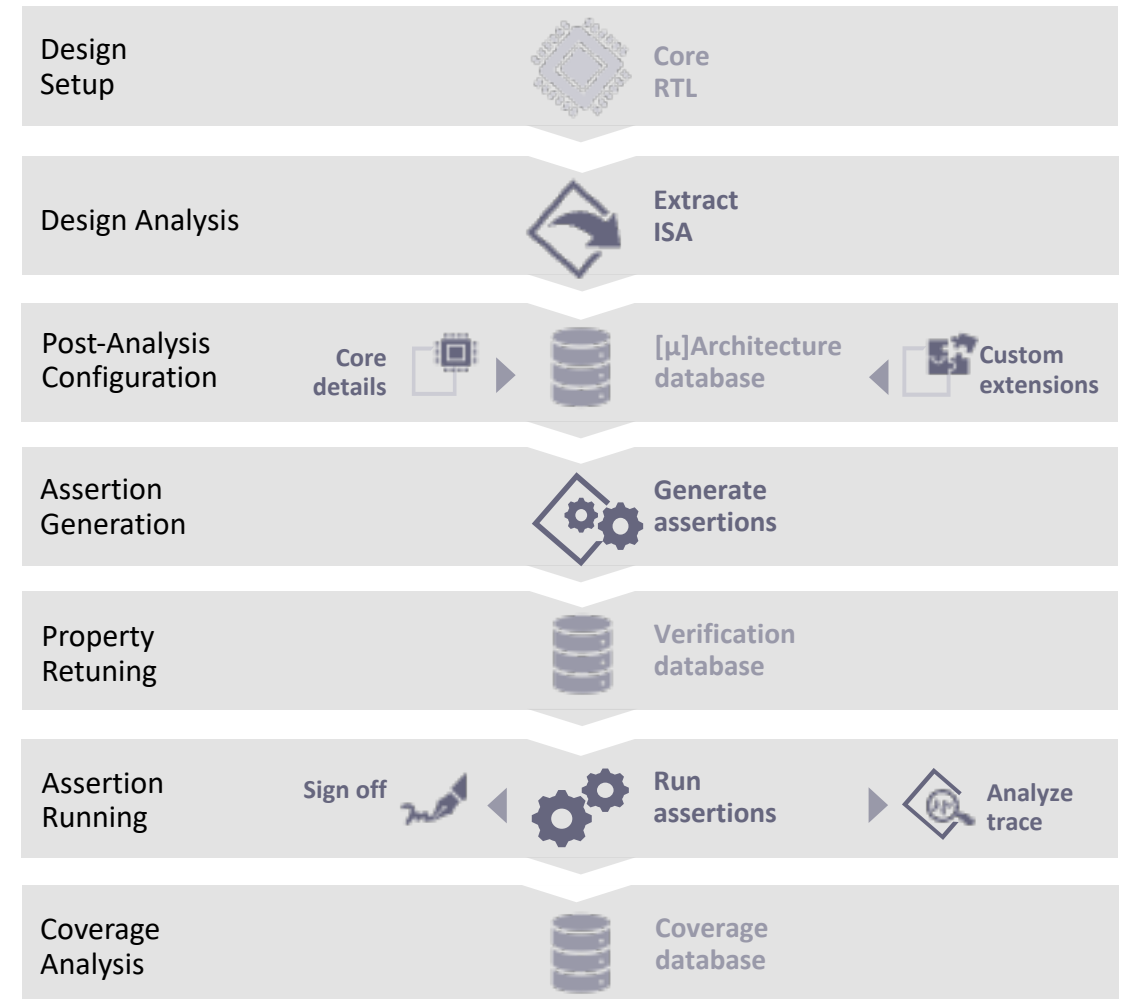 Design
Setup
Core
RTL
Design Analysis
Extract
ISA
Post-Analysis
Configuration
Core
details
[µ]Architecture
database
Custom
extensions
Assertion
Generation
Generate
assertions
Property
Retuning
Verification
database
Assertion
Running
Sign off
Run
assertions
Analyze
trace
Coverage
Analysis
Coverage
database